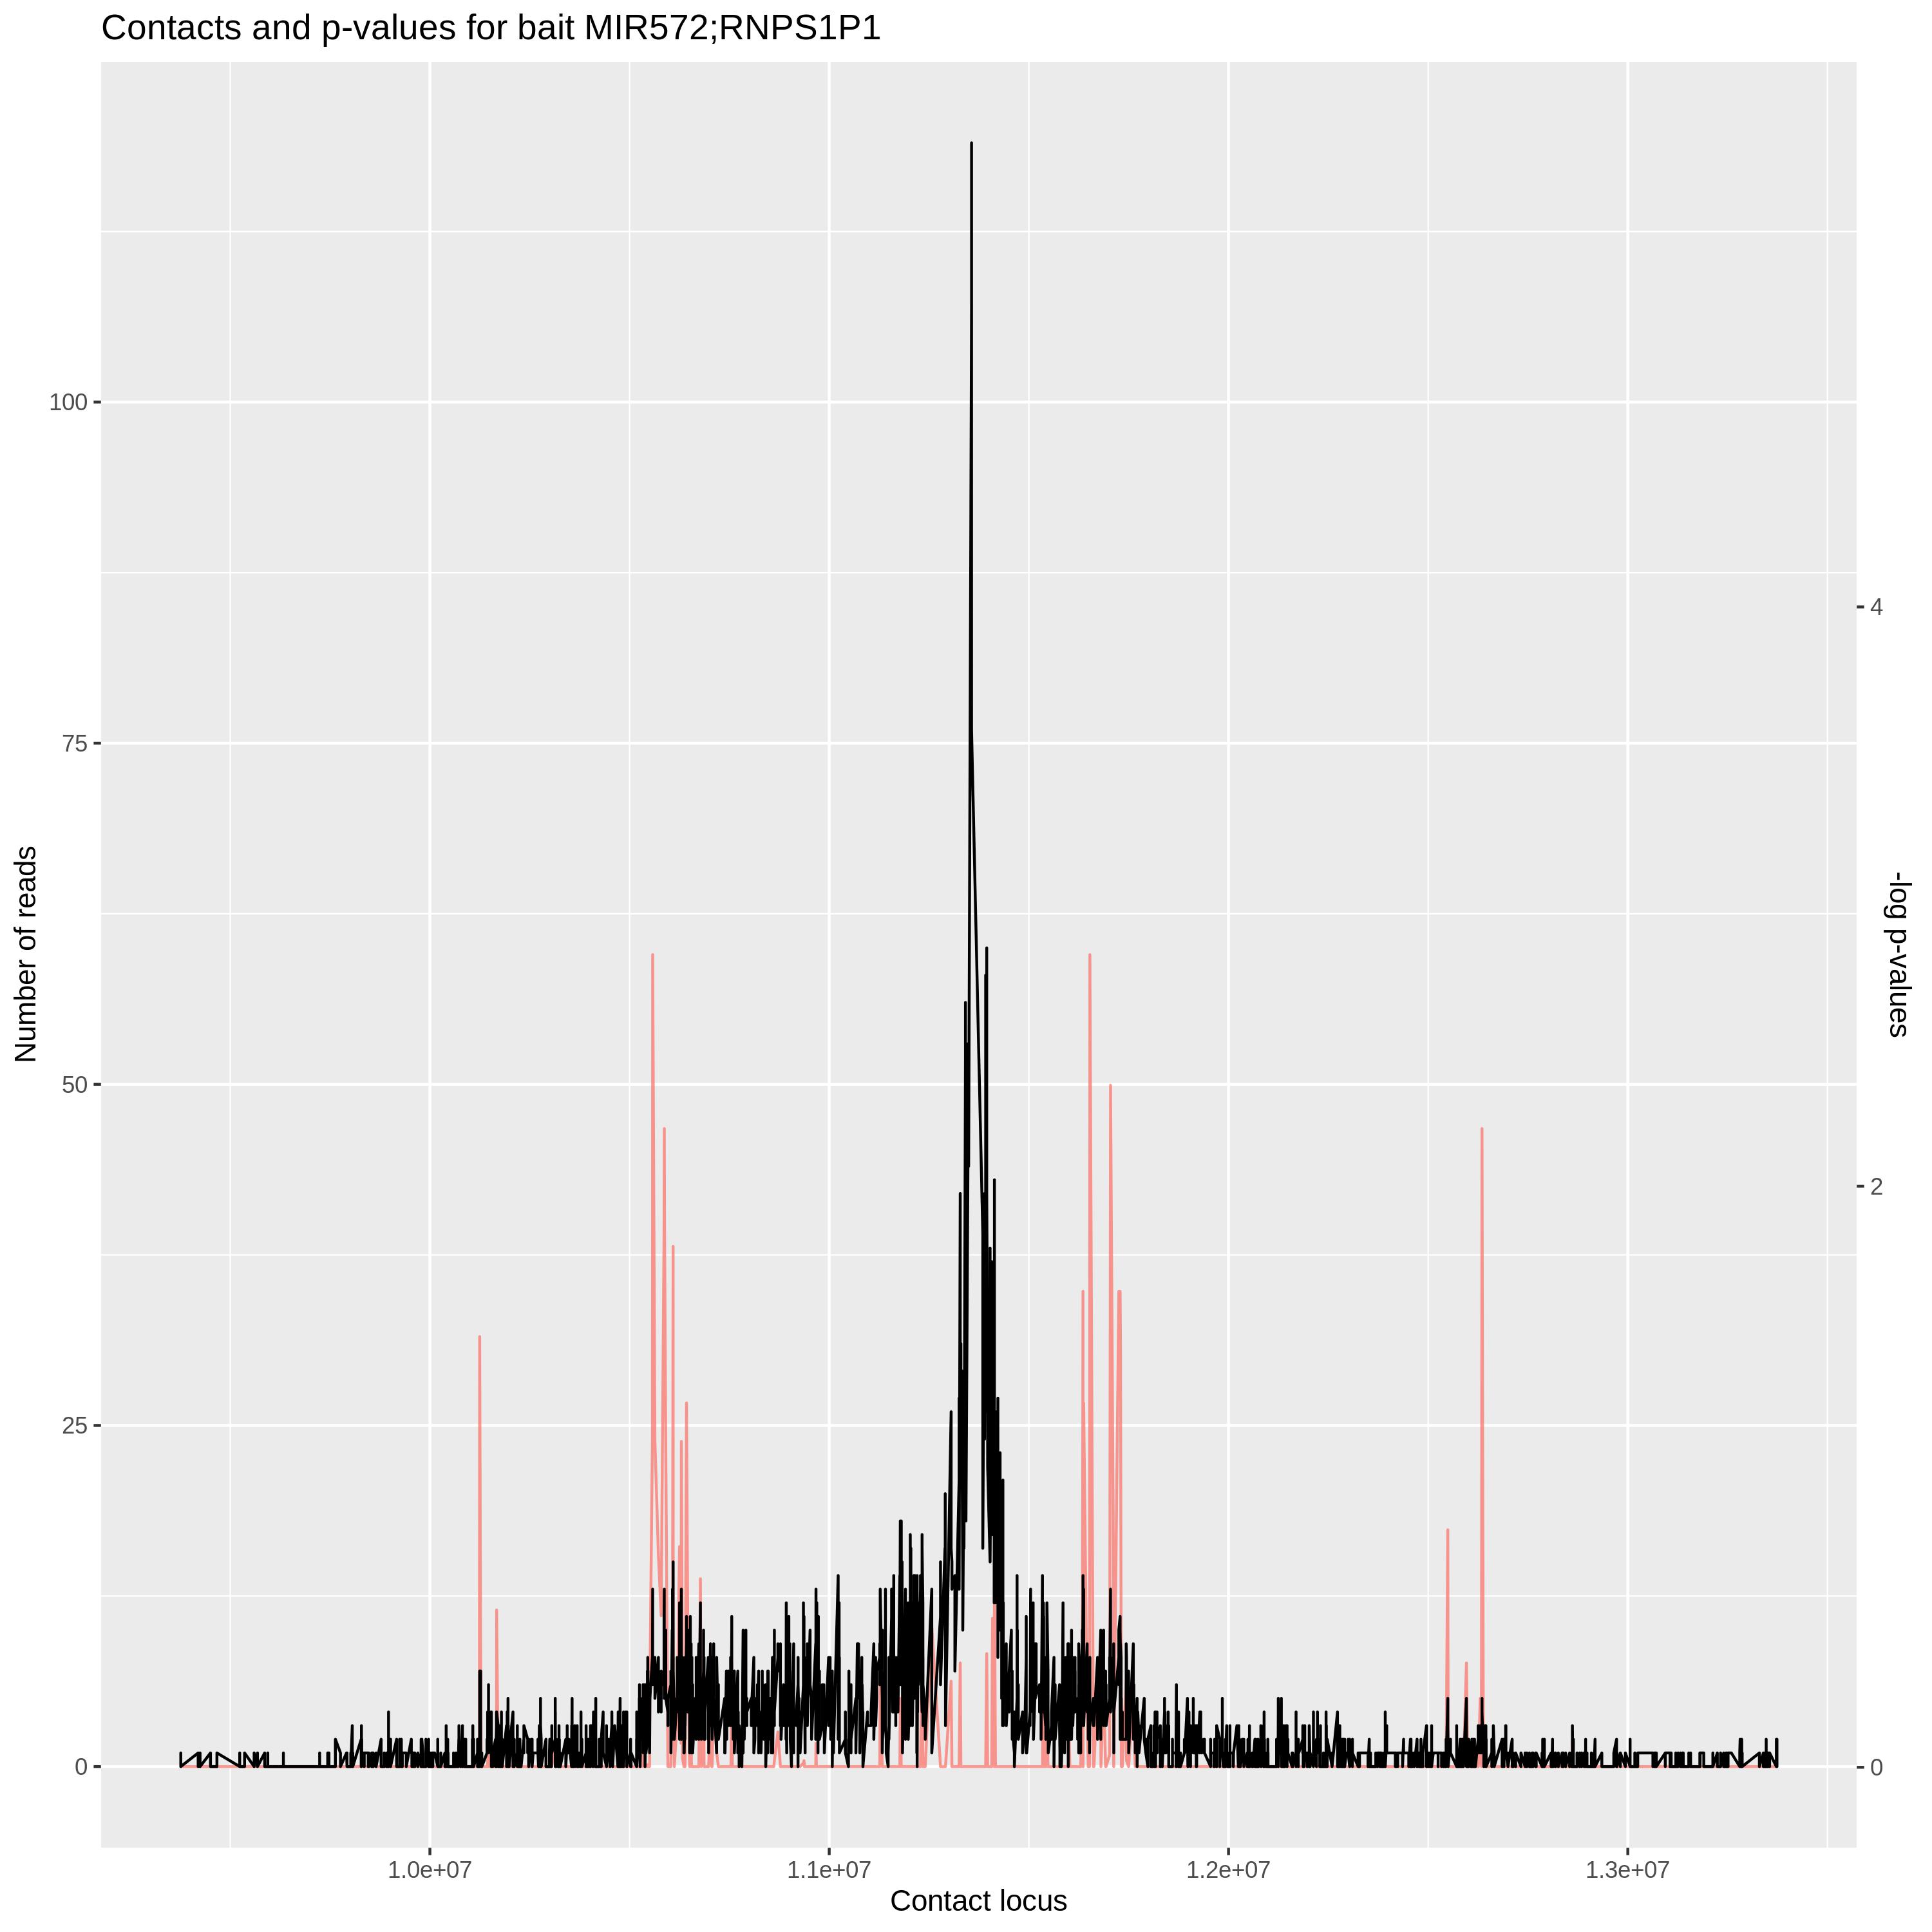 Contacts and p-values for bait MIR572;RNPS1P1
100
75
50
25
0
Number of reads
4
2
0
-log p-values
1.0e+07
1.1e+07
1.2e+07
1.3e+07
Contact locus